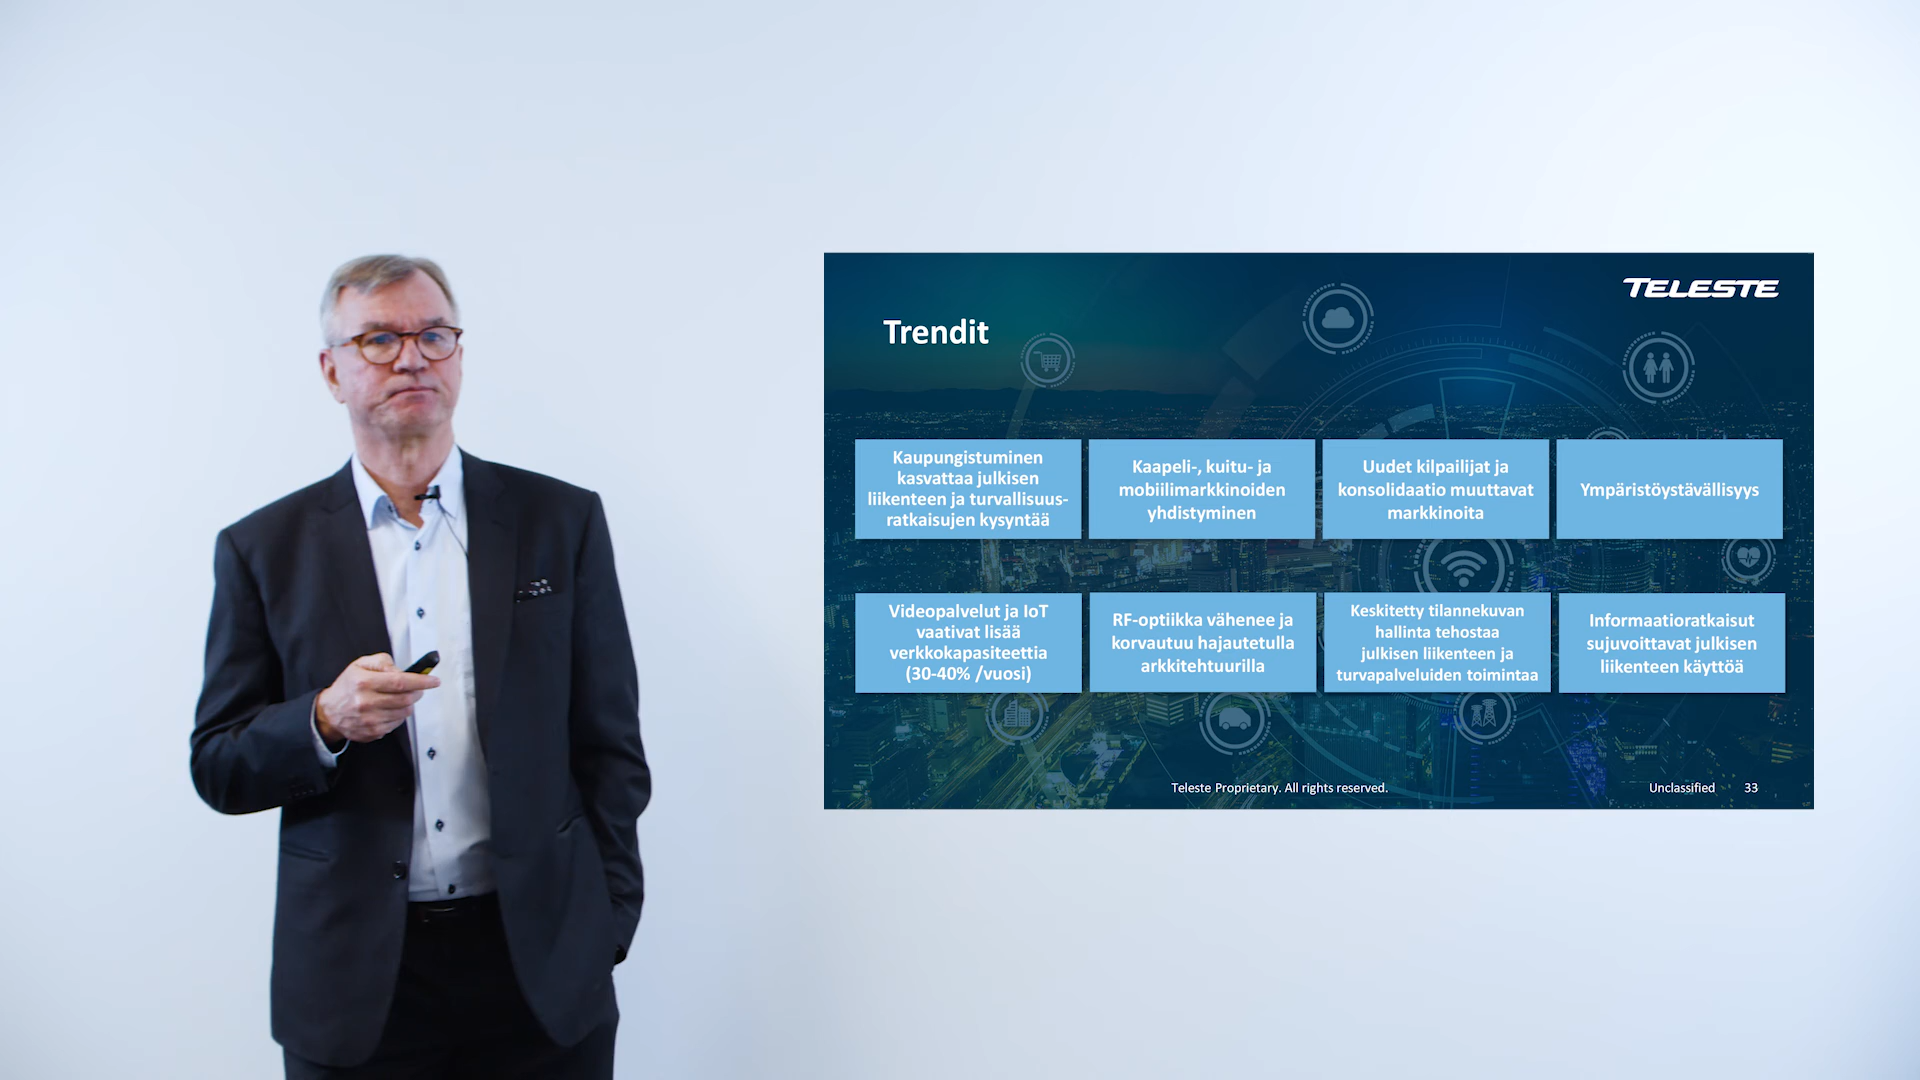 TELESTE
Trendit
Kaupungistuminen
kasvattaa julkisen
liikenteen ja turvallisuus-
ratkaisujen kysyntää
Kaapeli-, kuitu- ja
mobiilimarkkinoiden
yhdistyminen
Uudet kilpailijat ja
konsolidaatio muuttavat
markkinoita
Ympäristöystävällisyys
Videopalvelut ja IoT
vaativat lisää
verkkokapasiteettia
(30-40% /vuosi)
RF-optiikka vähenee ja
korvautuu hajautetulla
arkkitehtuurilla
Keskitetty tilannekuvan
hallinta tehostaa
julkisen liikenteen ja
turvapalveluiden toimintaa
Informaatioratkaisut
sujuvoittavat julkisen
liikenteen käyttöä
Teleste Proprietary. All rights reserved.
Unclassified 33